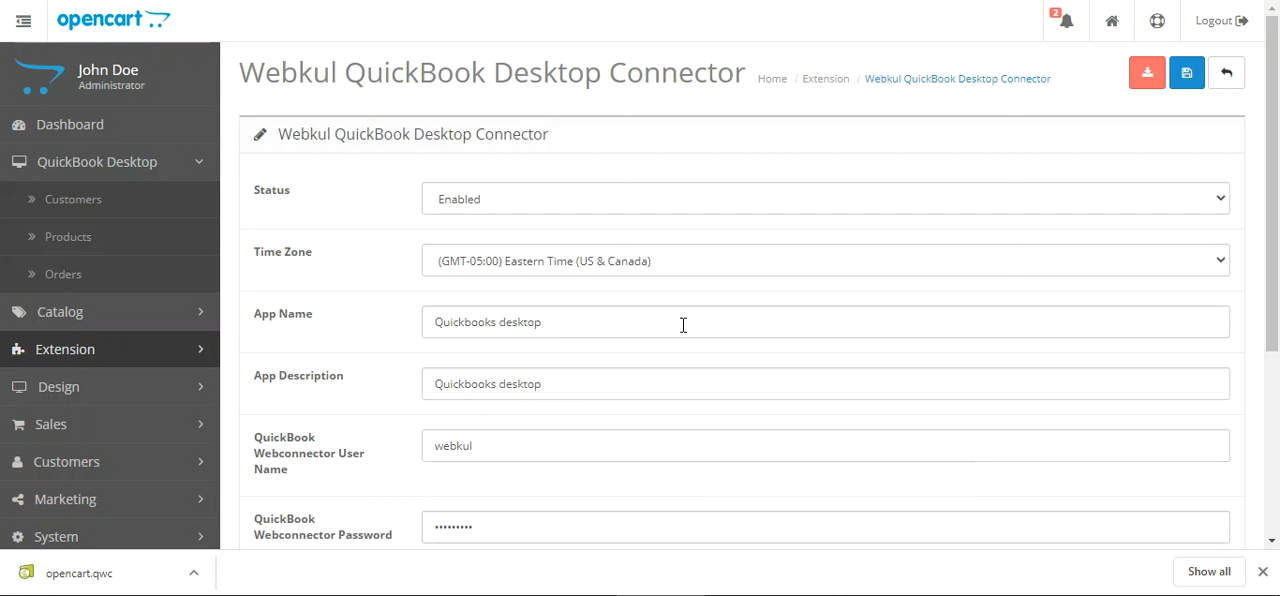 opencart
2
Logout
John Doe
Administrator
Webkul QuickBook Desktop Connector
Home / Extension / Webkul QuickBook Desktop Connector
Dashboard
QuickBook Desktop
Customers
Products
Orders
Catalog
Extension
Design
Sales
Customers
Marketing
System
Webkul QuickBook Desktop Connector
Status
Enabled
Time Zone
(GMT-05:00) Eastern Time (US & Canada)
App Name
Quickbooks desktop
App Description
Quickbooks desktop
QuickBook
Webconnector User
Name
webkul
QuickBook
Webconnector Password
•••••••••
opencart.qwc
Show all